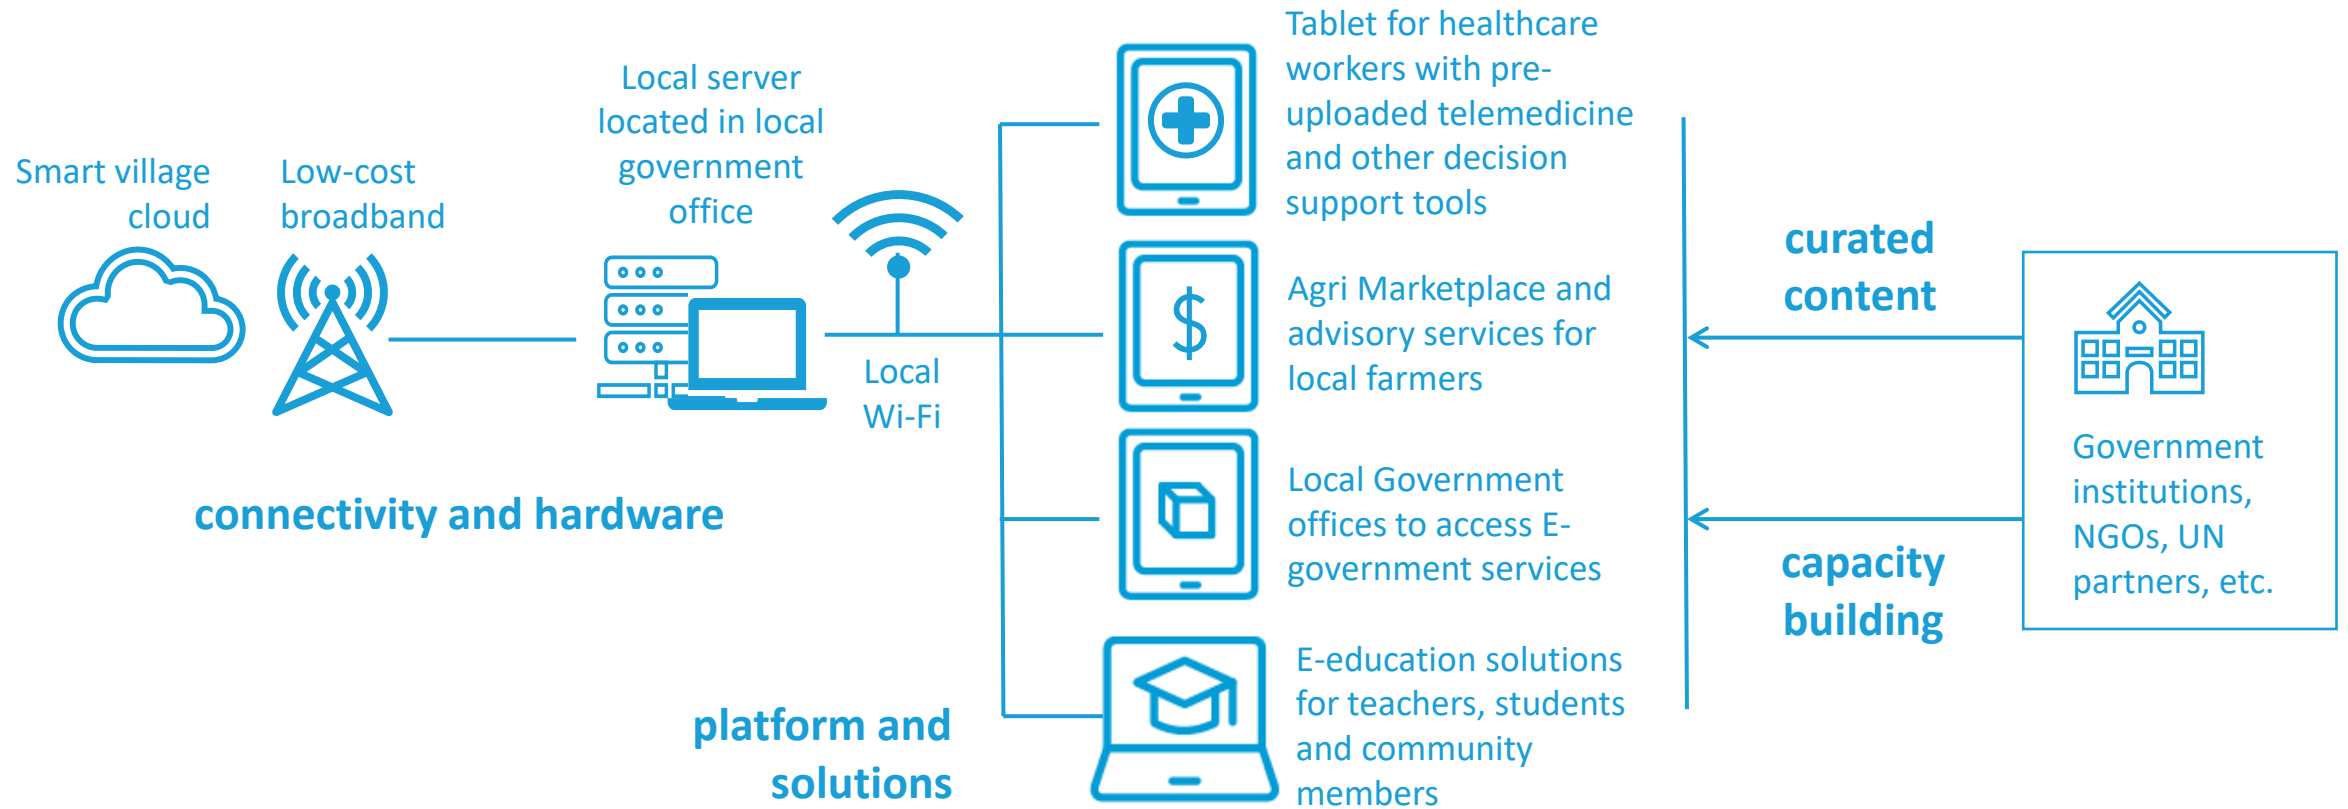 Smart village
cloud
Low-cost
broadband
Local server
located in local
government
office
Local
Wi-Fi
connectivity and hardware
Tablet for healthcare
workers with pre-
uploaded telemedicine
and other decision
support tools
Agri Marketplace and
advisory services for
local farmers
$
Local Government
offices to access E-
government services
E-education solutions
for teachers, students
and community
members
platform and
solutions
curated
content
capacity
building
Government
institutions,
NGOs, UN
partners, etc.